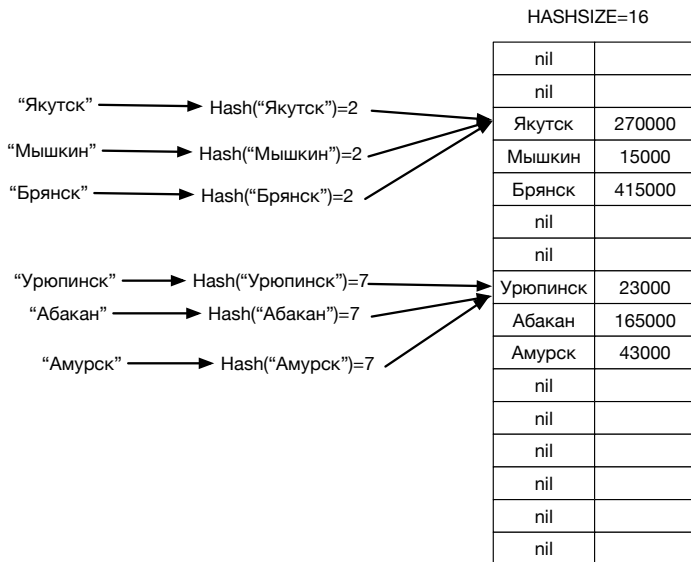 HASHSIZE=16
nil
nil
“Якутск” Hash(“Якутск”)=2
Якутск 270000
“Мышкин” Hash(“Мышкин”)=2
Мышкин 15000
“Брянск” Hash(“Брянск”)=2
Брянск 415000
nil
nil
“Урюпинск” Hash(“Урюпинск”)=7
Урюпинск 23000
“Абакан” Hash(“Абакан”)=7
Абакан 165000
“Амурск” Hash(“Амурск”)=7
Амурск 43000
nil
nil
nil
nil
nil
nil